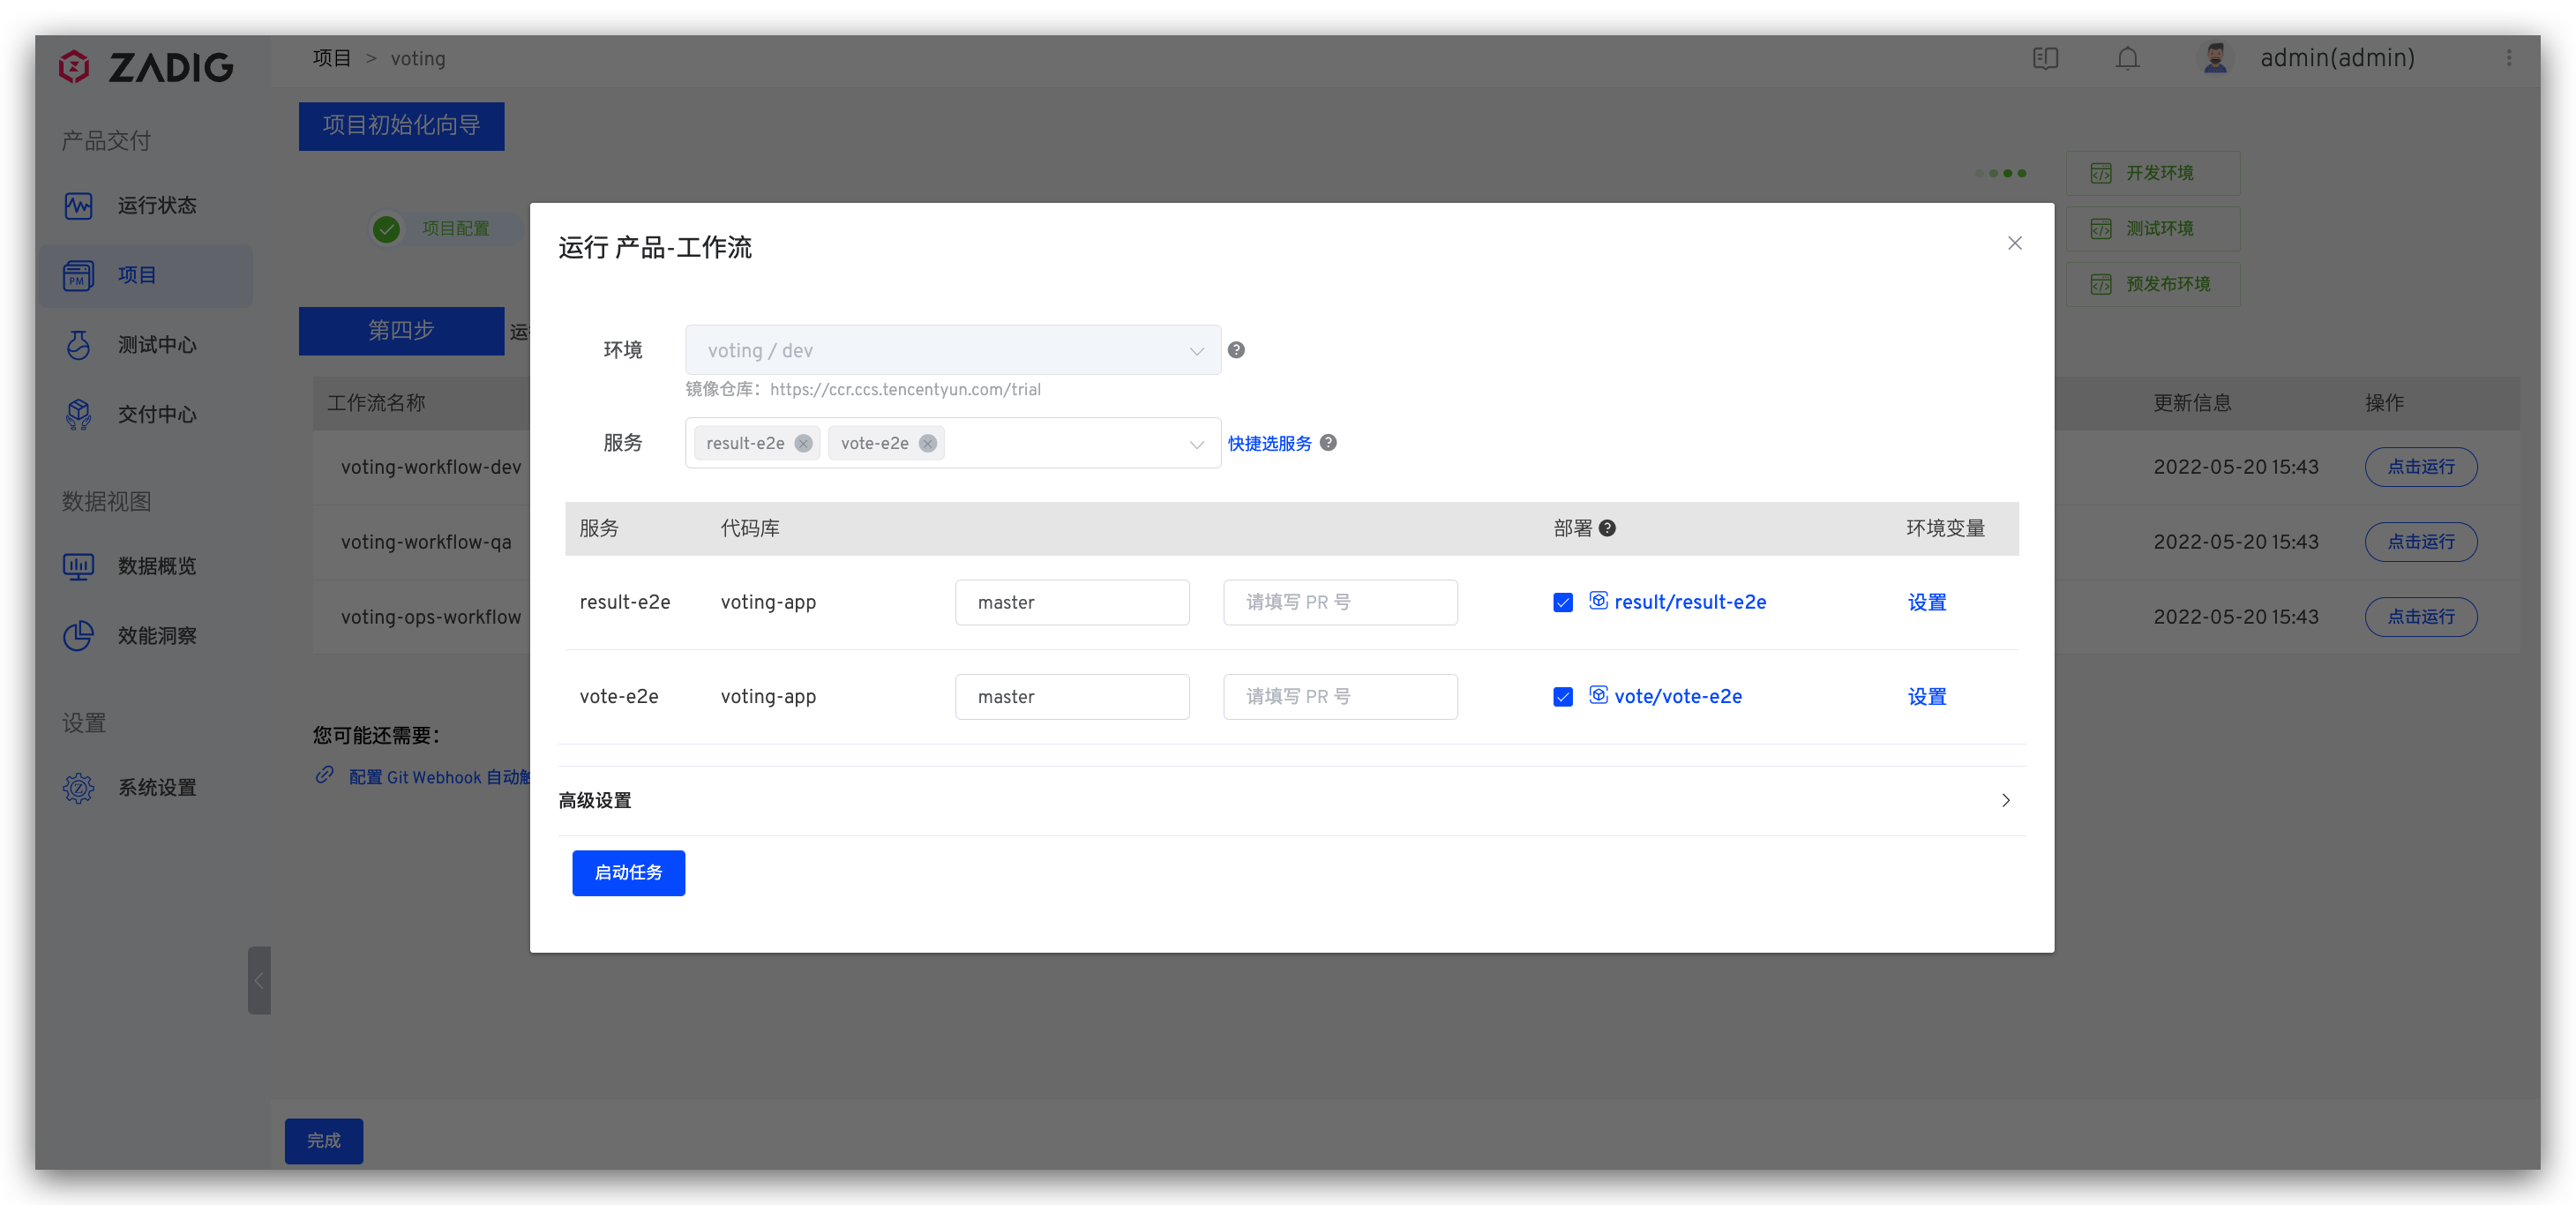 ZADIG
项目 > voting
admin(admin)
产品交付
运行状态
项目
测试中心
交付中心
数据视图
数据概览
效能洞察
设置
系统设置
项目初始化向导
项目配置
开发环境
测试环境
预发布环境
第四步
工作流名称 更新信息 操作
voting-workflow-dev 2022-05-20 15:43 点击运行
voting-workflow-qa 2022-05-20 15:43 点击运行
voting-ops-workflow 2022-05-20 15:43 点击运行
您可能还需要：
配置 Git Webhook 自动触
完成
运行 产品-工作流
环境 voting / dev
镜像仓库：https://ccr.ccs.tencentyun.com/trial
服务 result-e2e vote-e2e 快捷选服务
服务 代码库 部署 环境变量
result-e2e voting-app master 请填写 PR 号 result/result-e2e 设置
vote-e2e voting-app master 请填写 PR 号 vote/vote-e2e 设置
高级设置
启动任务